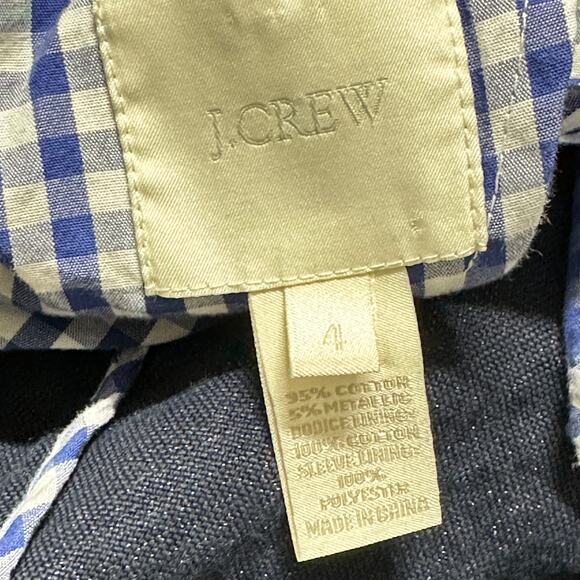 J.CREW
4
95% COTTON
5% METALLIC
BODICE LINING:
100% COTTON
SLEEVE LINING:
100%
POLYESTER
MADE IN CHINA